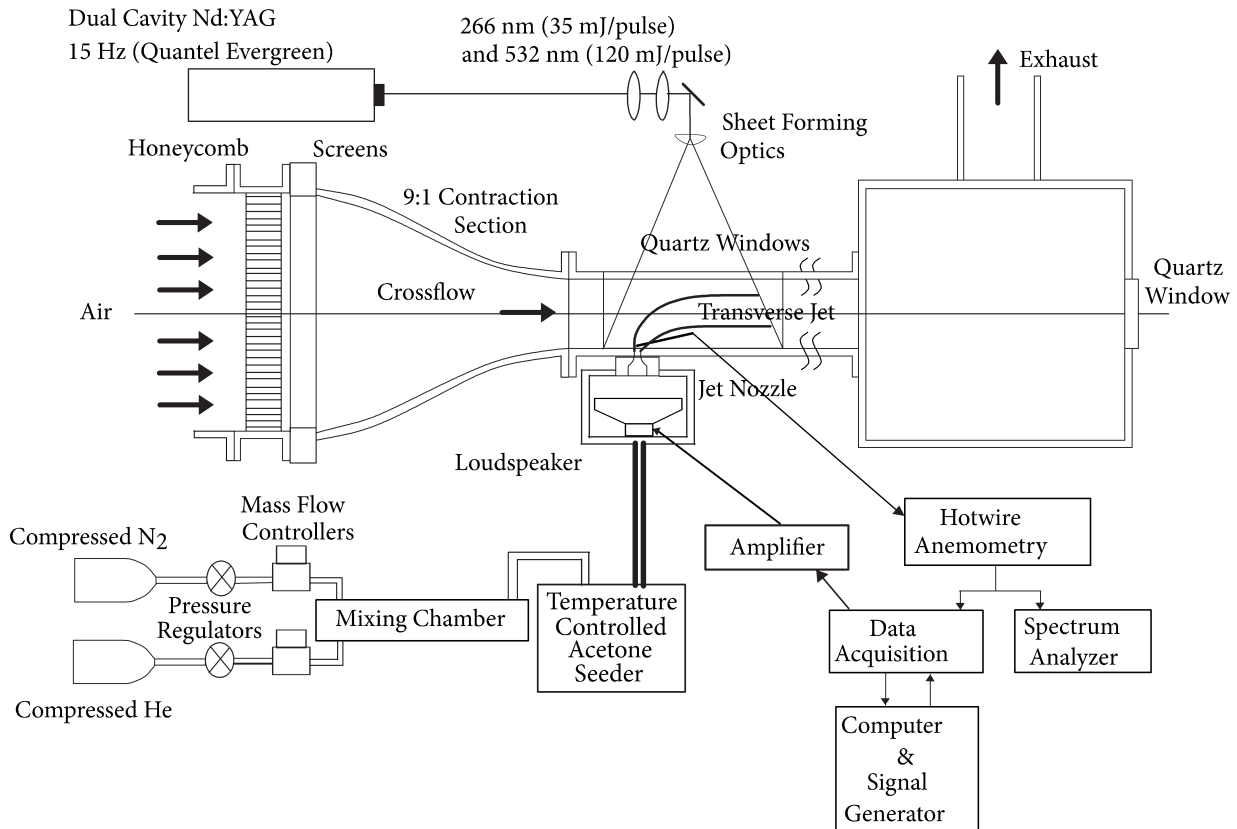 Dual Cavity Nd:YAG
15 Hz (Quantel Evergreen)
266 nm (35 mJ/pulse)
and 532 nm (120 mJ/pulse)
Exhaust
Sheet Forming
Optics
Honeycomb
Screens
9:1 Contraction
Section
Quartz Windows
Quartz
Window
Crossflow
Air
Transverse Jet
Jet Nozzle
Loudspeaker
Mass Flow
Controllers
Compressed N2
Pressure
Regulators
Mixing Chamber
Compressed He
Temperature
Controlled
Acetone
Seeder
Amplifier
Hotwire
Anemometry
Data
Acquisition
Spectrum
Analyzer
Computer
&
Signal
Generator